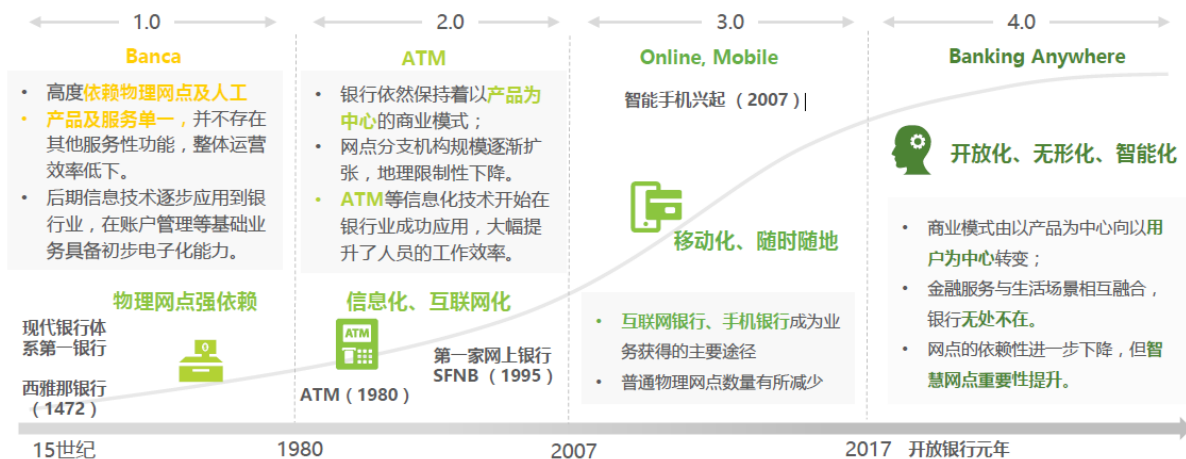 1.0
2.0
3.0
4.0
Banca
• 高度依赖物理网点及人工
• 产品及服务单一，并不存在
其他服务性功能，整体运营
效率低下。
• 后期信息技术逐步应用到银
行业，在账户管理等基础业
务具备初步电子化能力。
物理网点强依赖
现代银行体
系第一银行
西雅那银行
（1472）
ATM
• 银行依然保持着以产品为
中心的商业模式；
• 网点分支机构规模逐渐扩
张，地理限制性下降。
• ATM等信息化技术开始在
银行业成功应用，大幅提
升了人员的工作效率。
信息化、互联网化
ATM
ATM（1980）
第一家网上银行
SFNB（1995）
Online, Mobile
智能手机兴起（2007）
移动化、随时随地
• 互联网银行、手机银行成为业
务获得的主要途径
• 普通物理网点数量有所减少
Banking Anywhere
开放化、无形化、智能化
• 商业模式由以产品为中心向以用
户为中心转变；
• 金融服务与生活场景相互融合，
银行无处不在。
• 网点的依赖性进一步下降，但智
慧网点重要性提升。
15世纪
1980
2007
2017 开放银行元年